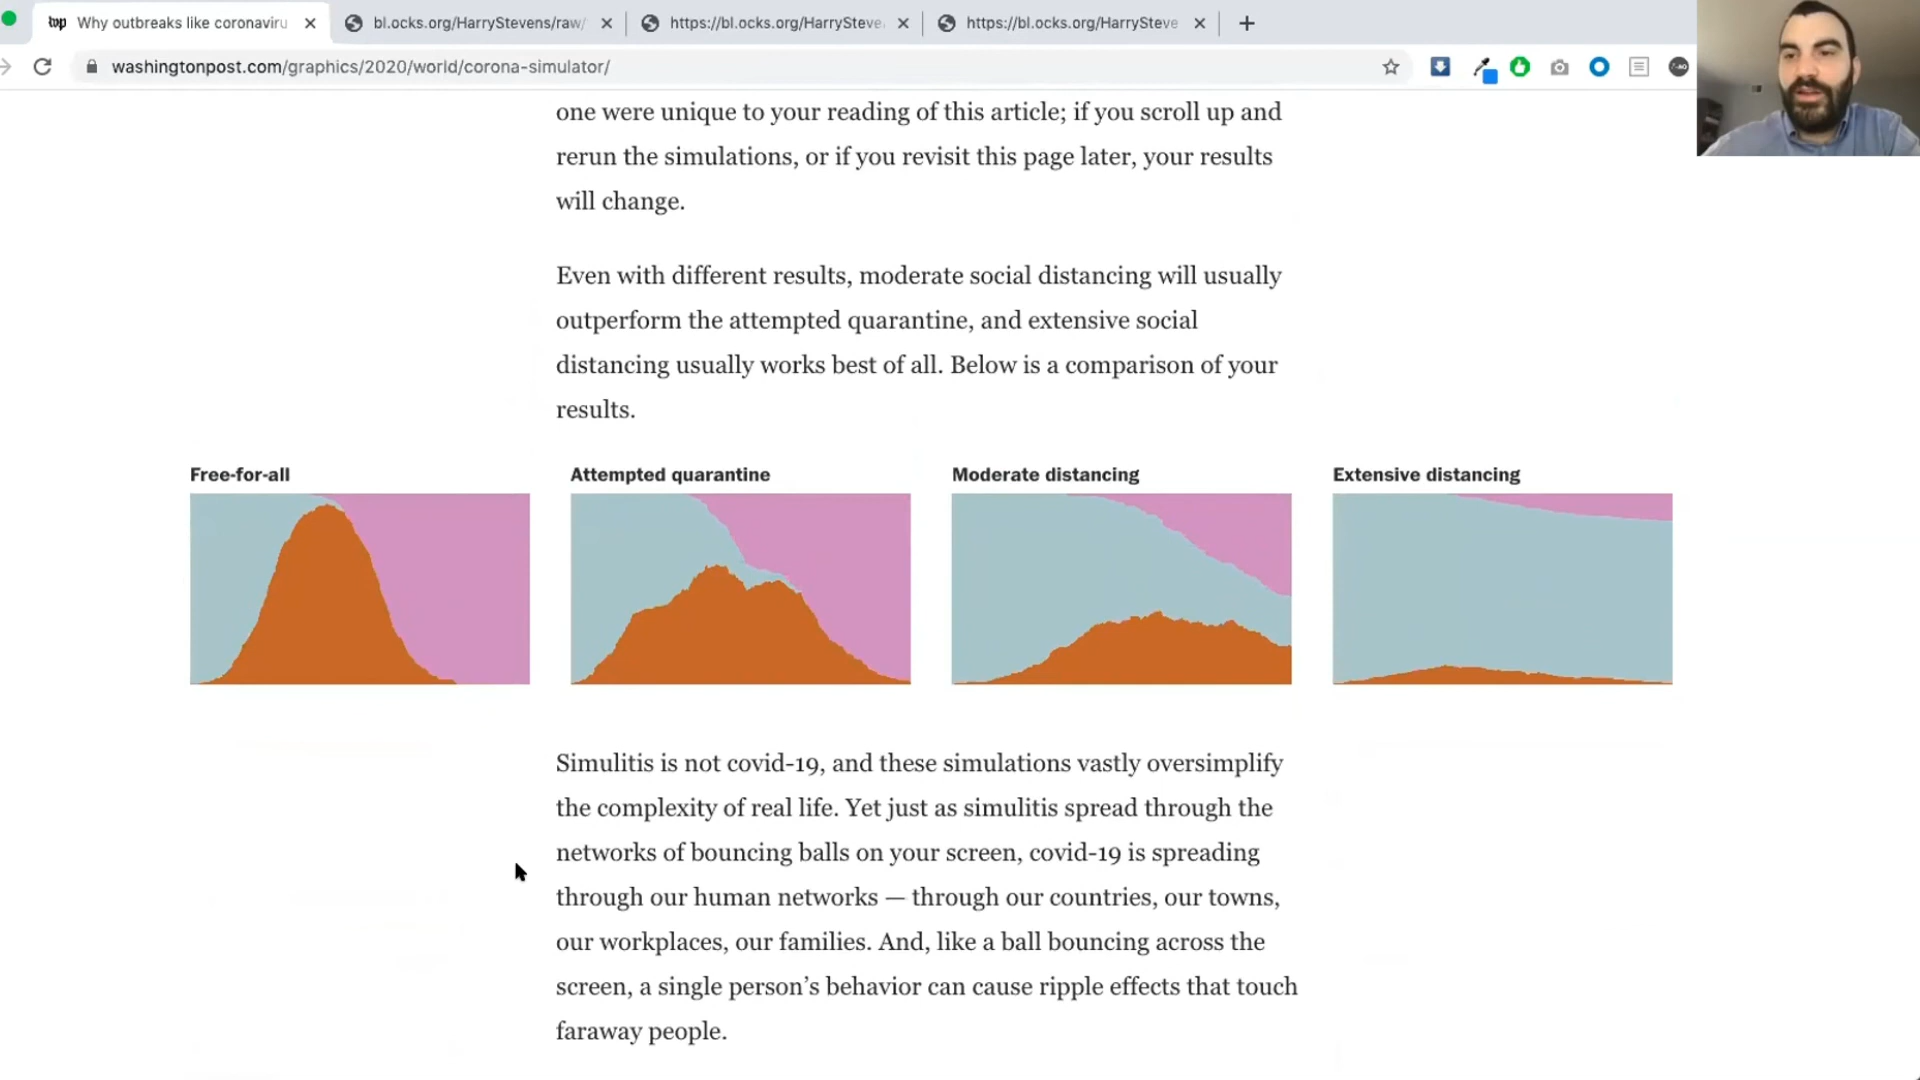 wp Why outbreaks like coronaviru
bl.ocks.org/HarryStevens/raw/
https://bl.ocks.org/HarrySteve
https://bl.ocks.org/HarrySteve
washingtonpost.com/graphics/2020/world/corona-simulator/
one were unique to your reading of this article; if you scroll up and
rerun the simulations, or if you revisit this page later, your results
will change.
Even with different results, moderate social distancing will usually
outperform the attempted quarantine, and extensive social
distancing usually works best of all. Below is a comparison of your
results.
Free-for-all
Attempted quarantine
Moderate distancing
Extensive distancing
Simulitis is not covid-19, and these simulations vastly oversimplify
the complexity of real life. Yet just as simulitis spread through the
networks of bouncing balls on your screen, covid-19 is spreading
through our human networks — through our countries, our towns,
our workplaces, our families. And, like a ball bouncing across the
screen, a single person’s behavior can cause ripple effects that touch
faraway people.